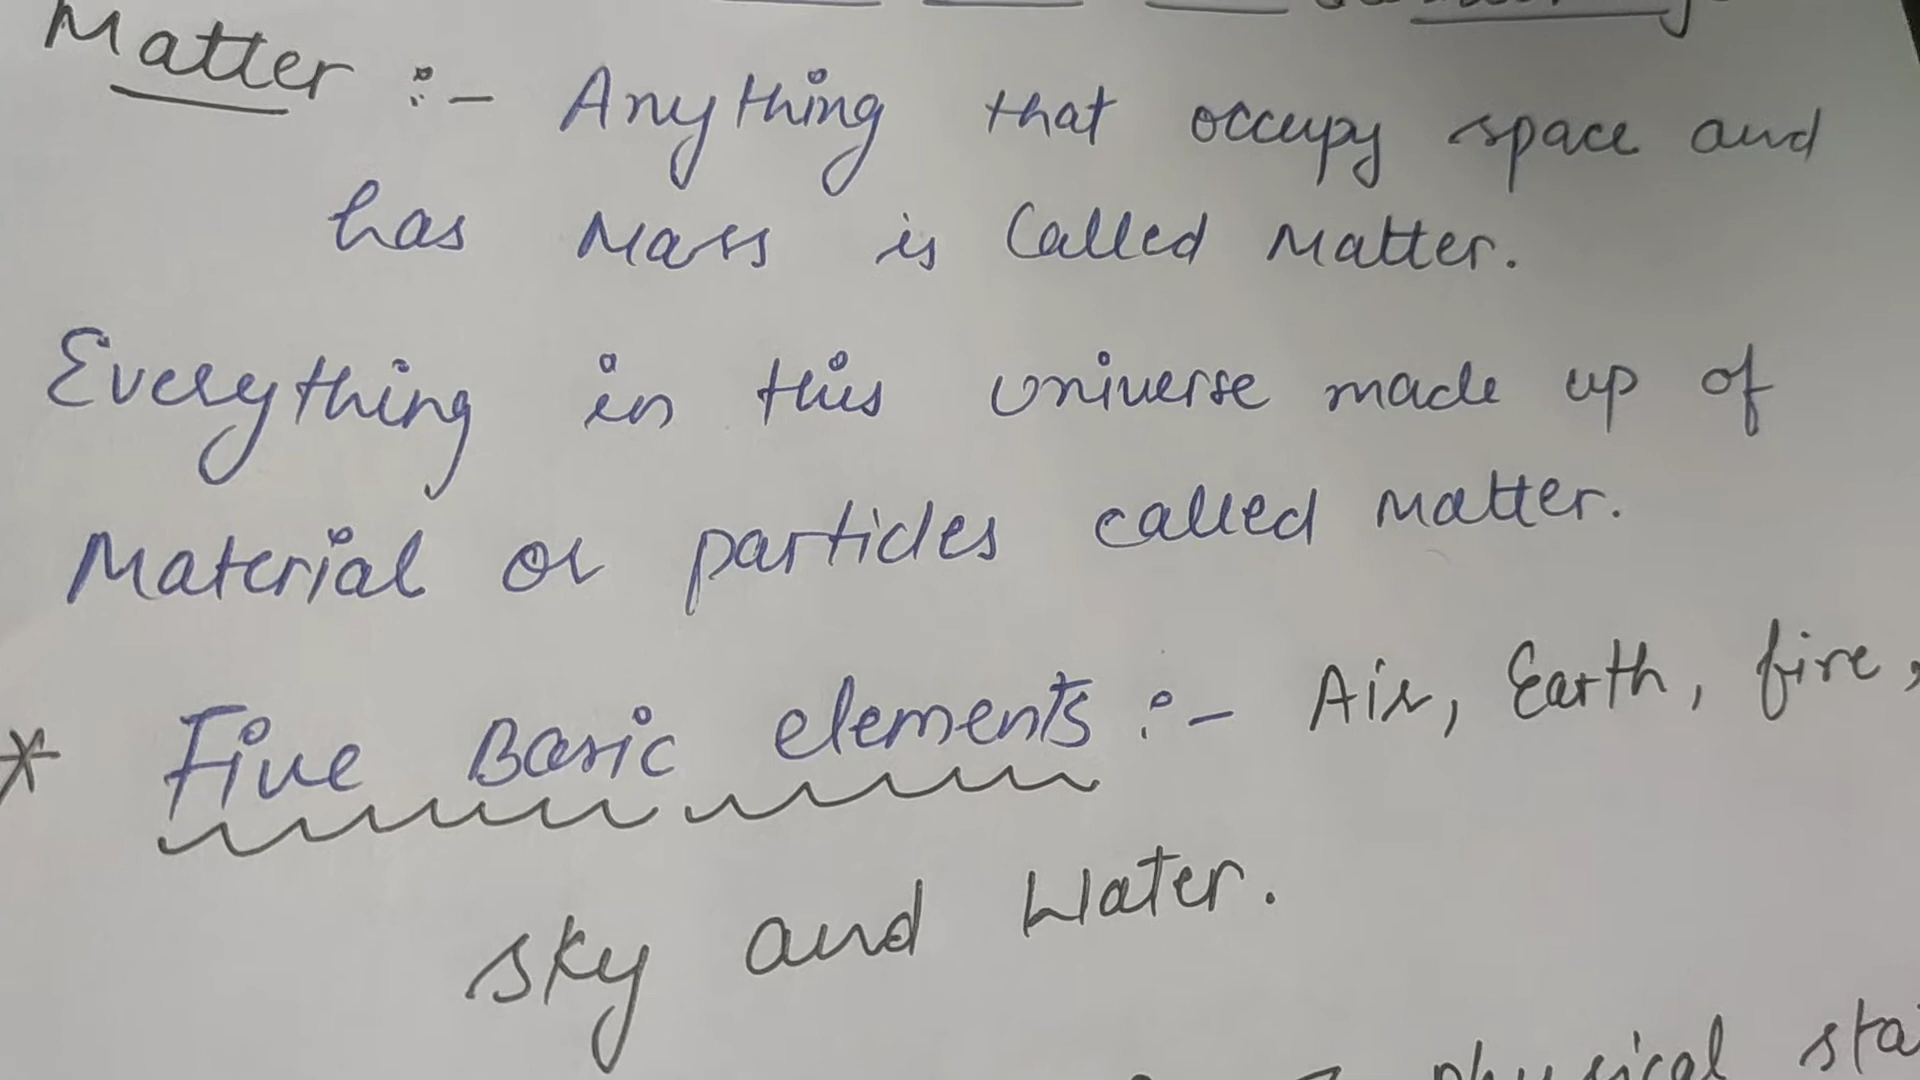 Matter :- Anything that occupy space and
has Mass is Called Matter.
Everything in this universe made up of
Material or particles called Matter.
* Five Basic elements :- Air, Earth, fire,
sky and Water.
physical